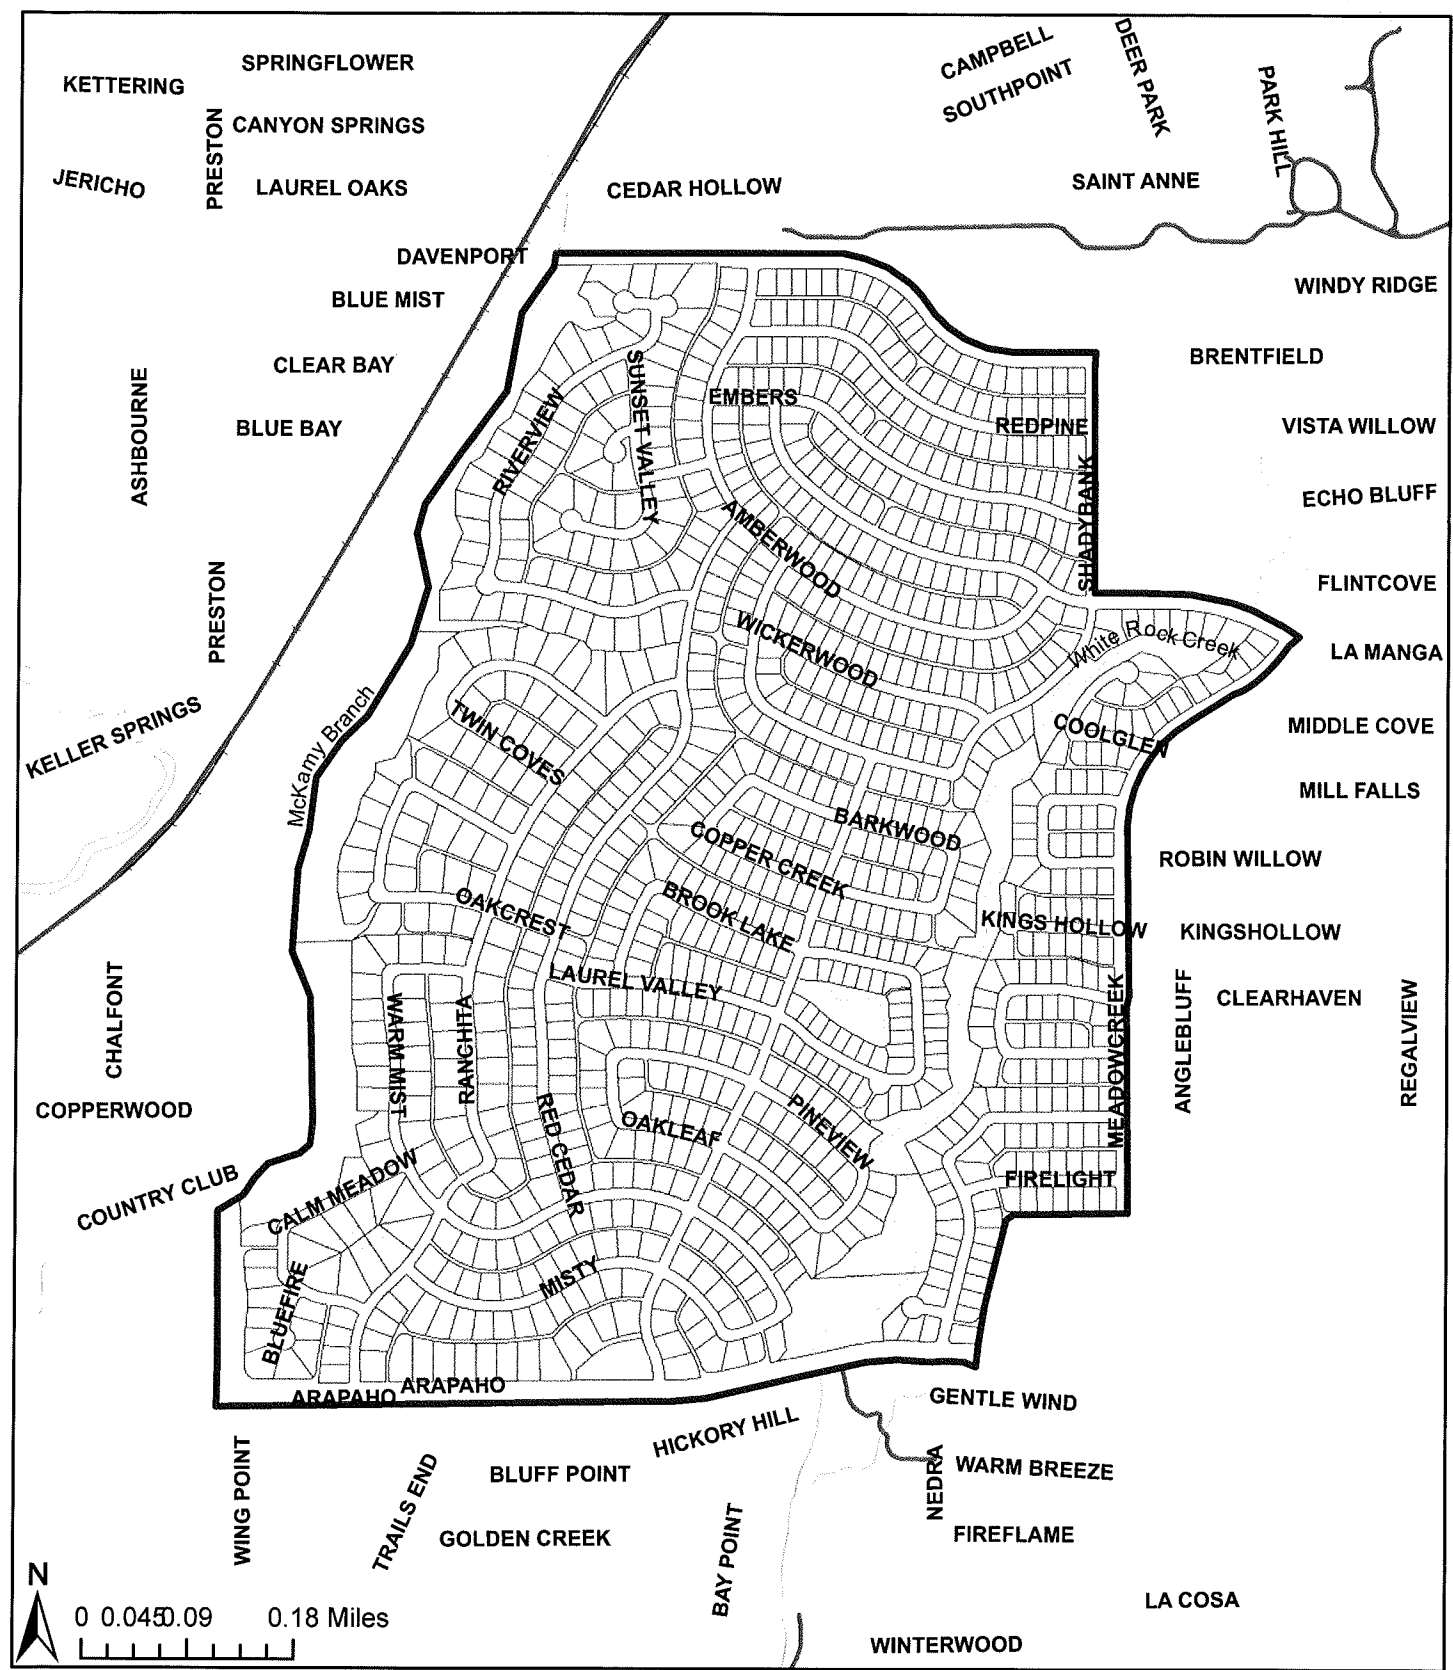 CAMPBELL
DEER PARK
SPRINGFLOWER
KETTERING
SOUTHPOINT
PARK HILL
CANYON SPRINGS
PRESTON
JERICHO
LAUREL OAKS
CEDAR HOLLOW
SAINT ANNE
DAVENPORT
WINDY RIDGE
BLUE MIST
BRENTFIELD
CLEAR BAY
SUNSET VALLEY
EMBERS
ASHBOURNE
BLUE BAY
RIVERVIEW
REDPINE
VISTA WILLOW
ECHO BLUFF
SHADYBANK
AMBERWOOD
FLINTCOVE
PRESTON
WICKERWOOD
White Rock Creek
LA MANGA
KELLER SPRINGS
McKamy Branch
TWIN COVES
COOLGLEN
MIDDLE COVE
MILL FALLS
BARKWOOD
COPPER CREEK
ROBIN WILLOW
OAKCREST
BROOK LAKE
KINGS HOLLOW
KINGSHOLLOW
LAUREL VALLEY
CLEARHAVEN
CHALFONT
WARM MIST
RANCHITA
MEADOWCREEK
ANGLEBLUFF
REGALVIEW
COPPERWOOD
RED CEDAR
OAKLEAF
PINEVIEW
COUNTRY CLUB
CALM MEADOW
FIRELIGHT
MISTY
BLUEFIRE
ARAPAHO
ARAPAHO
GENTLE WIND
HICKORY HILL
WING POINT
TRAILS END
BLUFF POINT
NEDRA
WARM BREEZE
GOLDEN CREEK
BAY POINT
FIREFLAME
N
LA COSA
0 0.045 0.09 0.18 Miles
WINTERWOOD